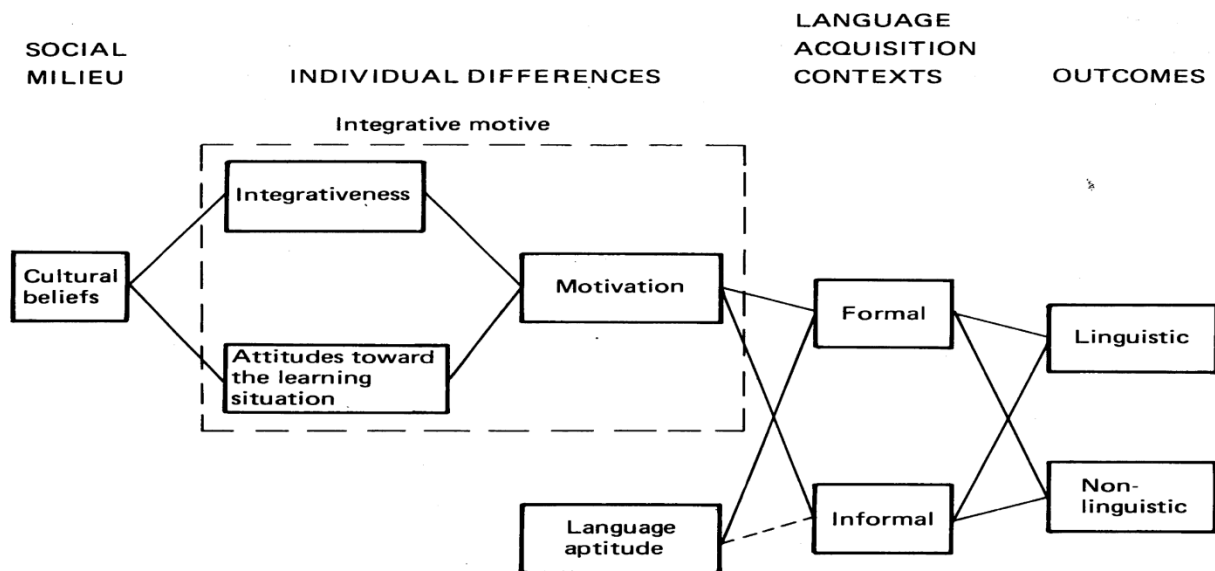 SOCIAL
MILIEU
INDIVIDUAL DIFFERENCES
LANGUAGE
ACQUISITION
CONTEXTS
OUTCOMES
Integrative motive
Integrativeness
Cultural
beliefs
Motivation
Attitudes toward
the learning
situation
Formal
Linguistic
Language
aptitude
Informal
Non-
linguistic